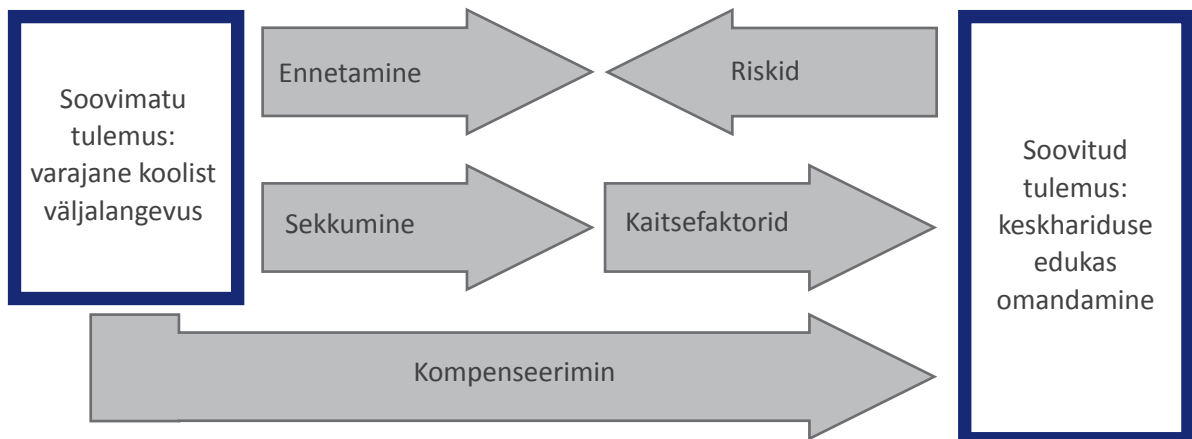 Soovimatu
tulemus:
varajane koolist
väljalangevus
Ennetamine
Riskid
Sekkumine
Kaitsefaktorid
Kompenseerimin
Soovitud
tulemus:
keskhariduse
edukas
omandamine